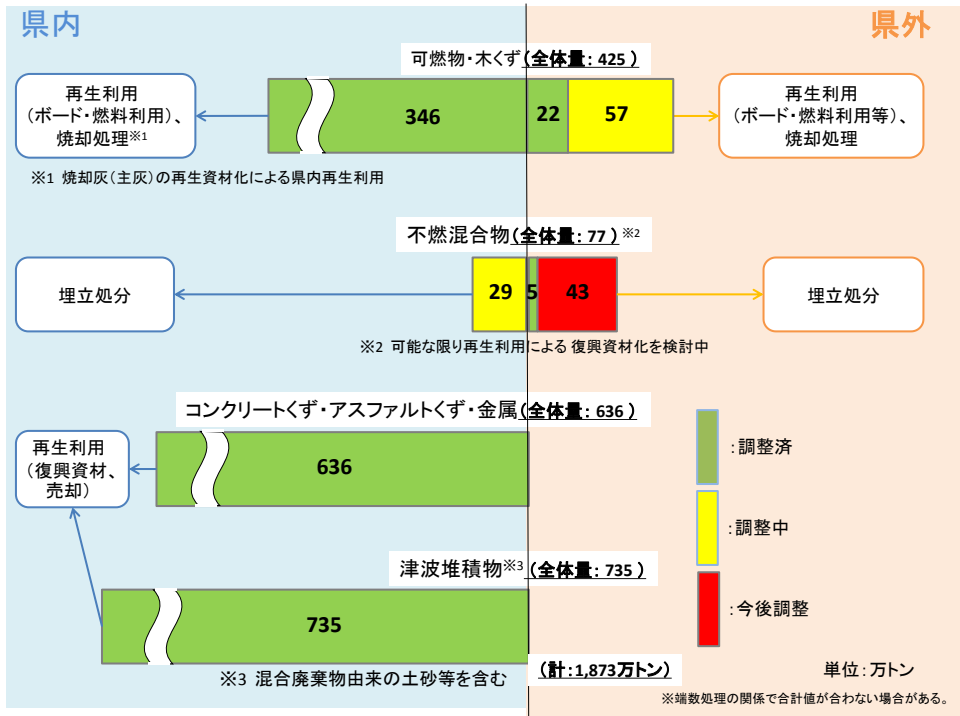 県内
県外
可燃物・木くず(全体量:425)
再生利用
(ボード・燃料利用)、
焼却処理※1
346
22
57
再生利用
(ボード・燃料利用等)、
焼却処理
※1 焼却灰(主灰)の再生資材化による県内再生利用
不燃混合物(全体量:77)※2
埋立処分
29
5
43
埋立処分
※2 可能な限り再生利用による 復興資材化を検討中
コンクリートくず・アスファルトくず・金属(全体量:636)
再生利用
(復興資材、
売却)
636
:調整済
:調整中
:今後調整
津波堆積物※3(全体量:735)
735
※3 混合廃棄物由来の土砂等を含む
(計:1,873万トン)
単位:万トン
※端数処理の関係で合計値が合わない場合がある。